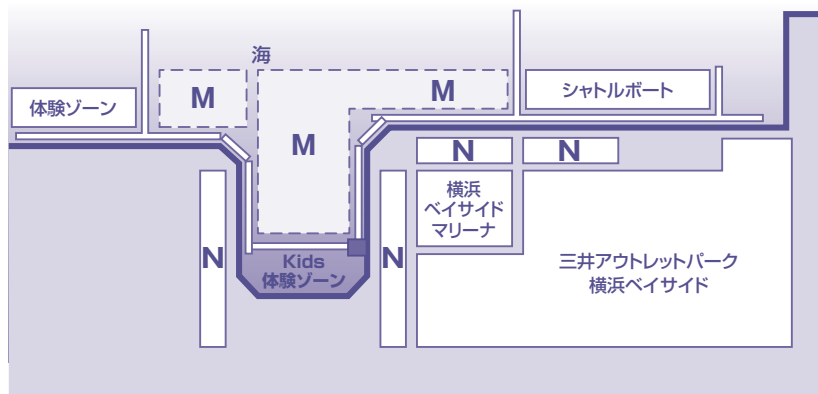 海
M
M
M
体験ゾーン
シャトルボート
N
N
横浜
ベイサイド
マリーナ
N
N
Kids
体験ゾーン
三井アウトレットパーク
横浜ベイサイド